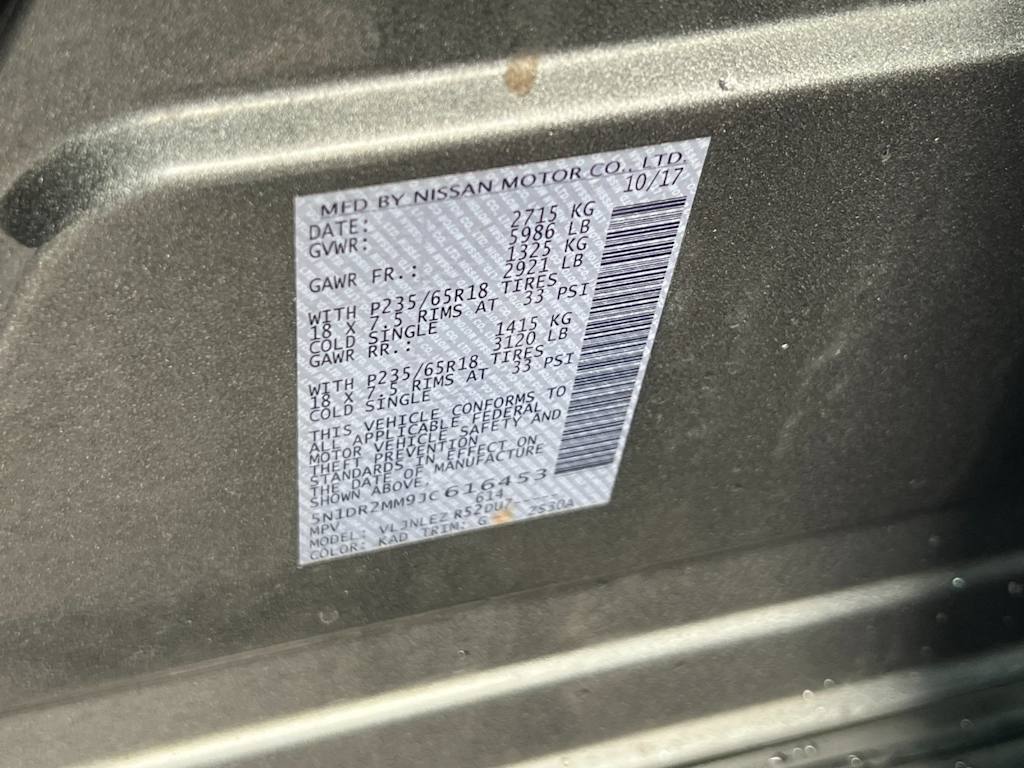 MFD BY NISSAN MOTOR CO., LTD.
DATE: 10/17
GVWR: 2715 KG
5986 LB
GAWR FR.: 1325 KG
2921 LB
WITH P235/65R18 TIRES
18 X 7.5 RIMS AT 33 PSI
COLD SINGLE
GAWR RR.: 1415 KG
3120 LB
WITH P235/65R18 TIRES
18 X 7.5 RIMS AT 33 PSI
COLD SINGLE
THIS VEHICLE CONFORMS TO
ALL APPLICABLE FEDERAL
MOTOR VEHICLE SAFETY AND
THEFT PREVENTION
STANDARDS IN EFFECT ON
THE DATE OF MANUFACTURE
SHOWN ABOVE.
5N1DR2MM9JC616453
MPV 614
MODEL: VLJNLEZ R52DU7----
COLOR: KAD TRIM: G ZS30A